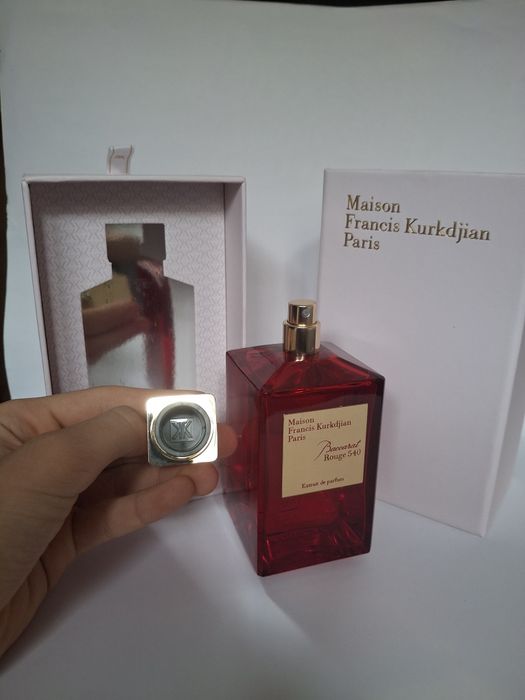 Maison
Francis Kurkdjian
Paris
Maison
Francis Kurkdjian
Paris
Baccarat
Rouge 540
Extrait de parfum